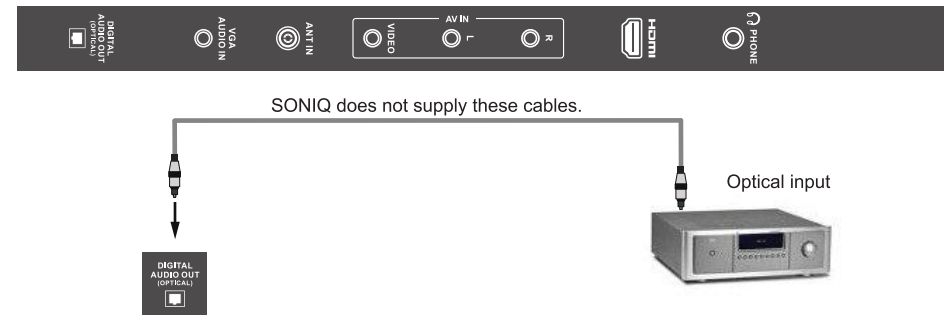 DIGITAL
AUDIO OUT
(OPTICAL)
VGA
AUDIO IN
ANT IN
AV IN
VIDEO
L
R
HDMI
PHONE
SONIQ does not supply these cables.
Optical input
DIGITAL
AUDIO OUT
(OPTICAL)